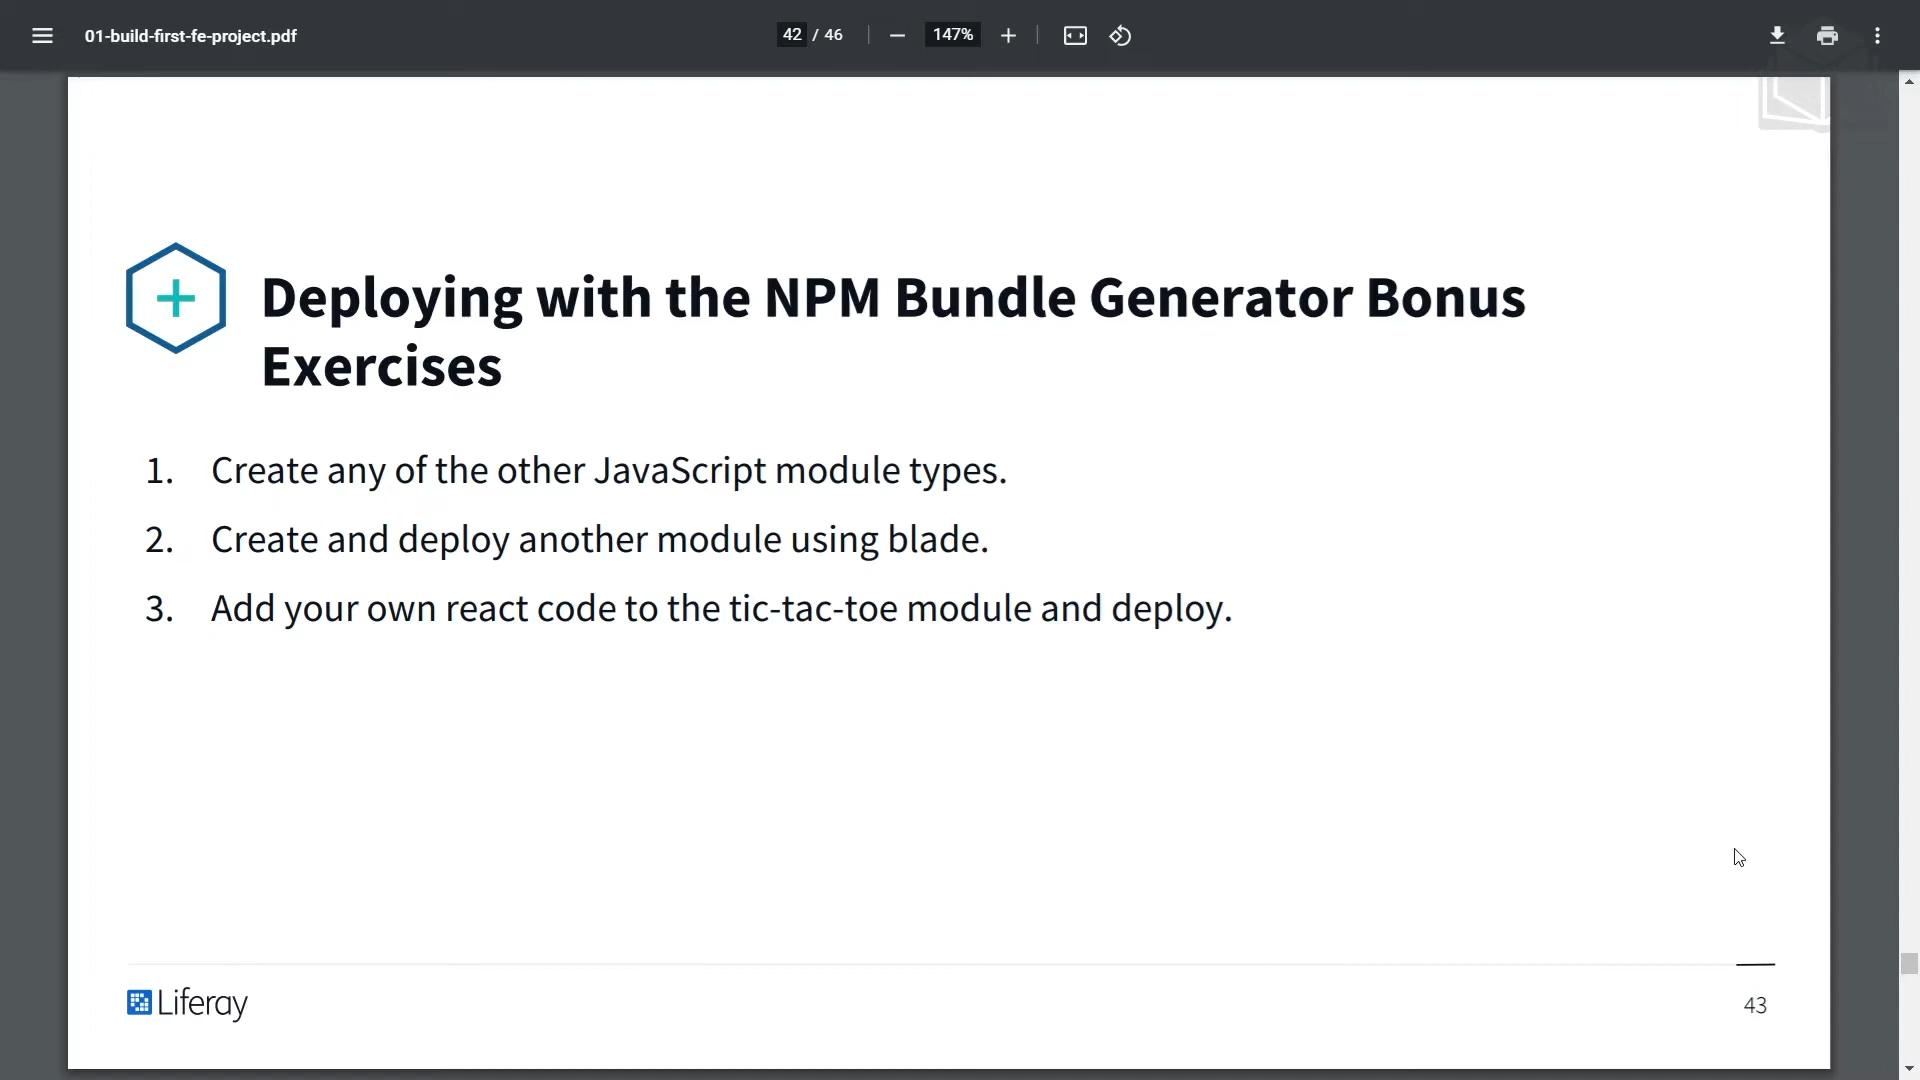 01-build-first-fe-project.pdf
42 / 46
147%
Deploying with the NPM Bundle Generator Bonus
Exercises
1. Create any of the other JavaScript module types.
2. Create and deploy another module using blade.
3. Add your own react code to the tic-tac-toe module and deploy.
Liferay
43